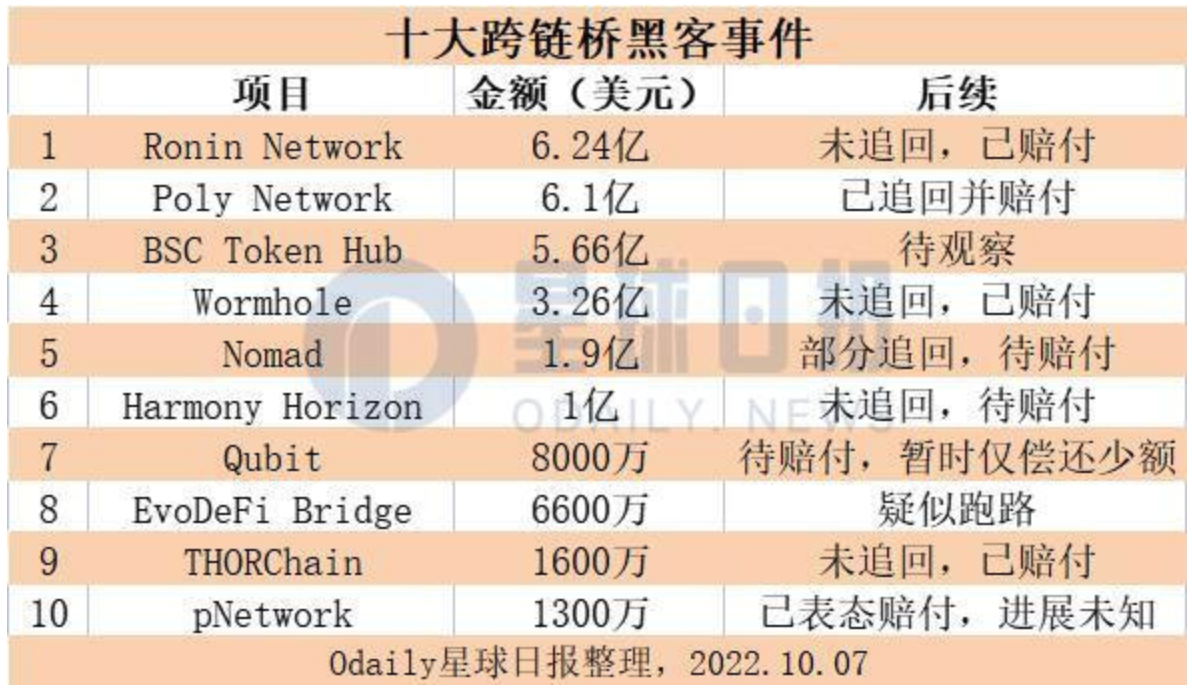 十大跨链桥黑客事件
项目 金额（美元） 后续
1 Ronin Network 6.24亿 未追回，已赔付
2 Poly Network 6.1亿 已追回并赔付
3 BSC Token Hub 5.66亿 待观察
4 Wormhole 3.26亿 未追回，已赔付
5 Nomad 1.9亿 部分追回，待赔付
6 Harmony Horizon 1亿 未追回，待赔付
7 Qubit 8000万 待赔付，暂时仅偿还少额
8 EvoDeFi Bridge 6600万 疑似跑路
9 THORChain 1600万 未追回，已赔付
10 pNetwork 1300万 已表态赔付，进展未知
Odaily星球日报整理，2022.10.07
星球日报
ODAILY. NEWS